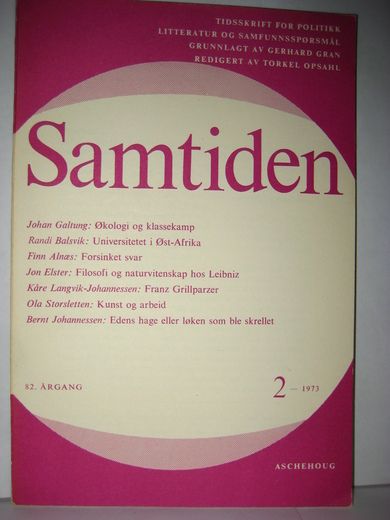 TIDSSKRIFT FOR POLITIKK
LITTERATUR OG SAMFUNNSSPØRSMÅL
GRUNNLAGT AV GERHARD GRAN
REDIGERT AV TORKEL OPSAHL
Samtiden
Johan Galtung: Økologi og klassekamp
Randi Balsvik: Universitetet i Øst-Afrika
Finn Alnæs: Forsinket svar
Jon Elster: Filosofi og naturvitenskap hos Leibniz
Kåre Langvik-Johannessen: Franz Grillparzer
Ola Storsletten: Kunst og arbeid
Bernt Johannessen: Edens hage eller løken som ble skrellet
82. ÅRGANG 2 — 1973
ASCHEHOUG